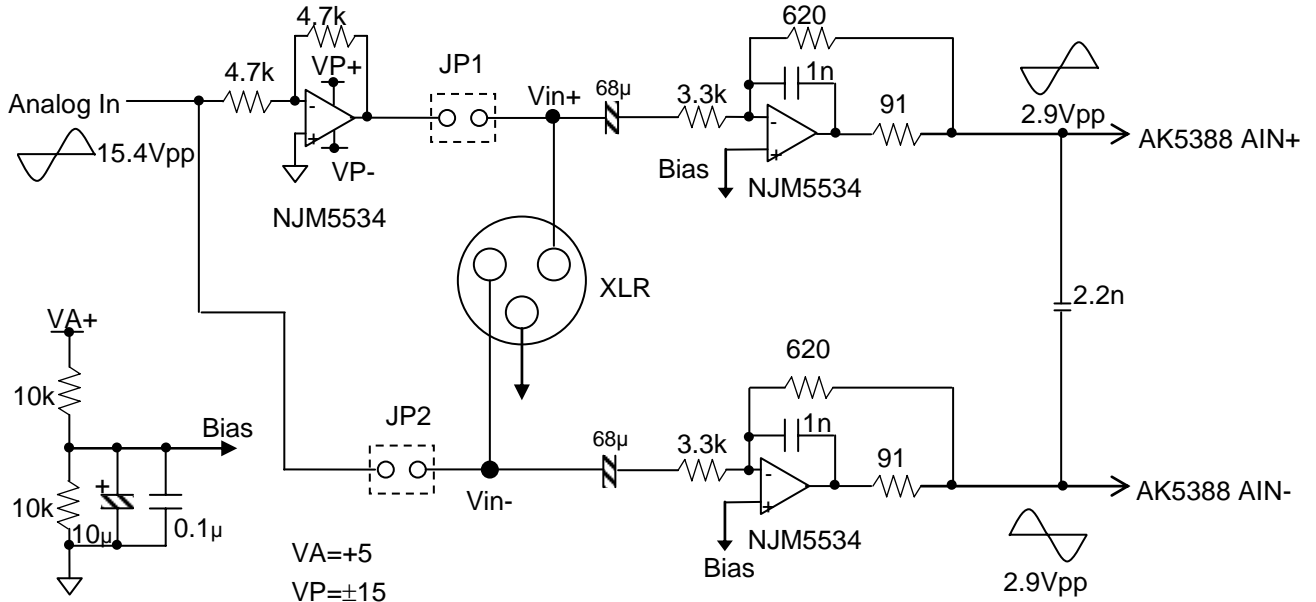 4.7k
620
VP+
JP1
1n
4.7k
Vin+
68µ
3.3k
91
2.9Vpp
Analog In
-
+
-
+
AK5388 AIN+
15.4Vpp
VP-
Bias
NJM5534
NJM5534
XLR
2.2n
VA+
620
10k
JP2
1n
Bias
68µ
3.3k
91
-
+
AK5388 AIN-
10k
+
10µ
0.1µ
Vin-
NJM5534
Bias
2.9Vpp
VA=+5
VP=±15